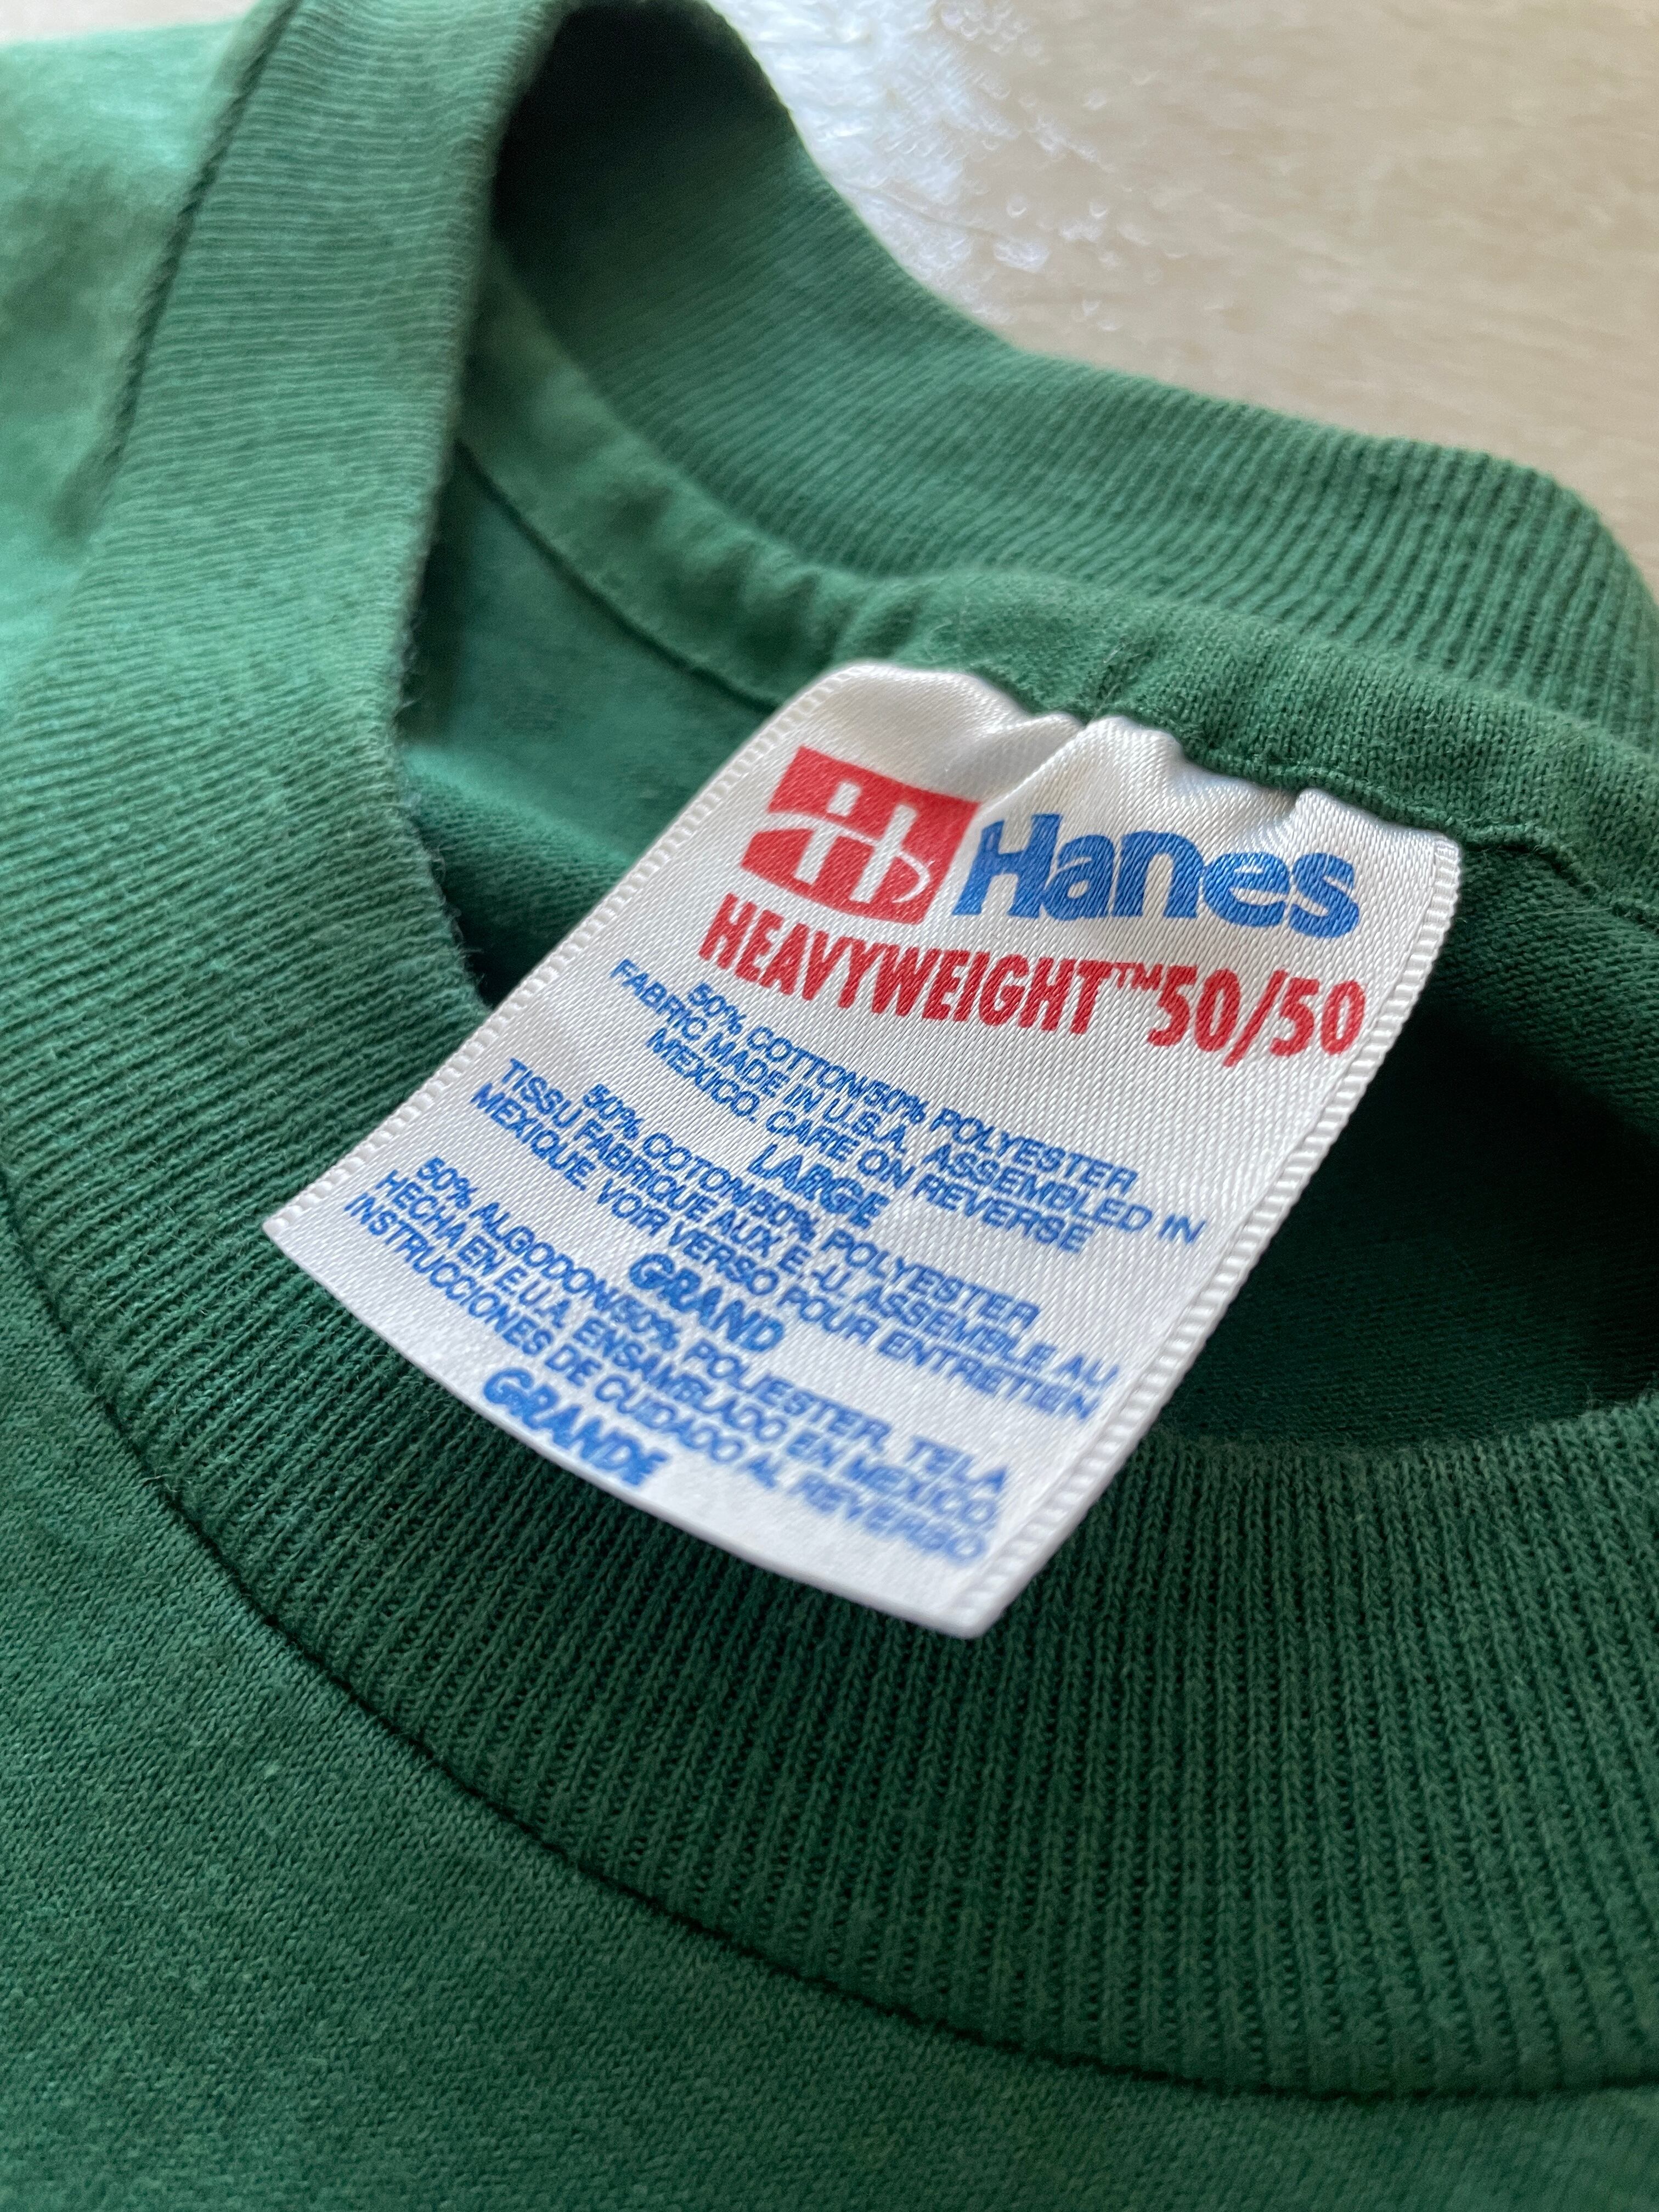 Hanes
HEAVYWEIGHT™ 50/50
50% COTTON/50% POLYESTER
FABRIC MADE IN U.S.A. ASSEMBLED IN
MEXICO. CARE ON REVERSE
LARGE
50% COTON/50% POLYESTER
TISSU FABRIQUE AUX E.-U. ASSEMBLE AU
MEXIQUE. VOIR VERSO POUR ENTRETIEN
GRAND
50% ALGODON/50% POLIESTER. TELA
HECHA EN E.U.A. ENSAMBLADO EN MEXICO.
INSTRUCCIONES DE CUIDADO AL REVERSO
GRANDE